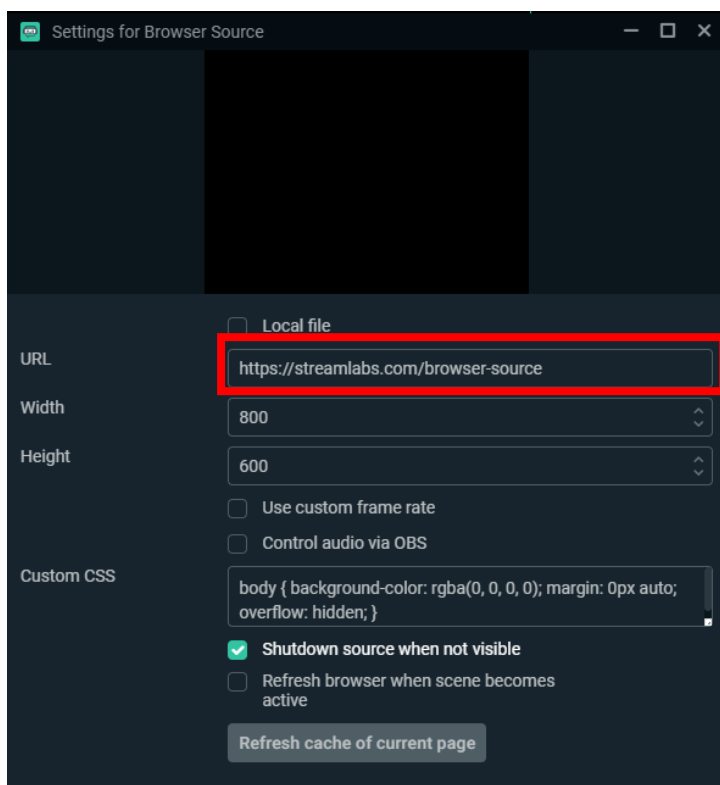 Settings for Browser Source
Local file
URL
https://streamlabs.com/browser-source
Width
800
Height
600
Use custom frame rate
Control audio via OBS
Custom CSS
body { background-color: rgba(0, 0, 0, 0); margin: 0px auto;
overflow: hidden; }
Shutdown source when not visible
Refresh browser when scene becomes
active
Refresh cache of current page